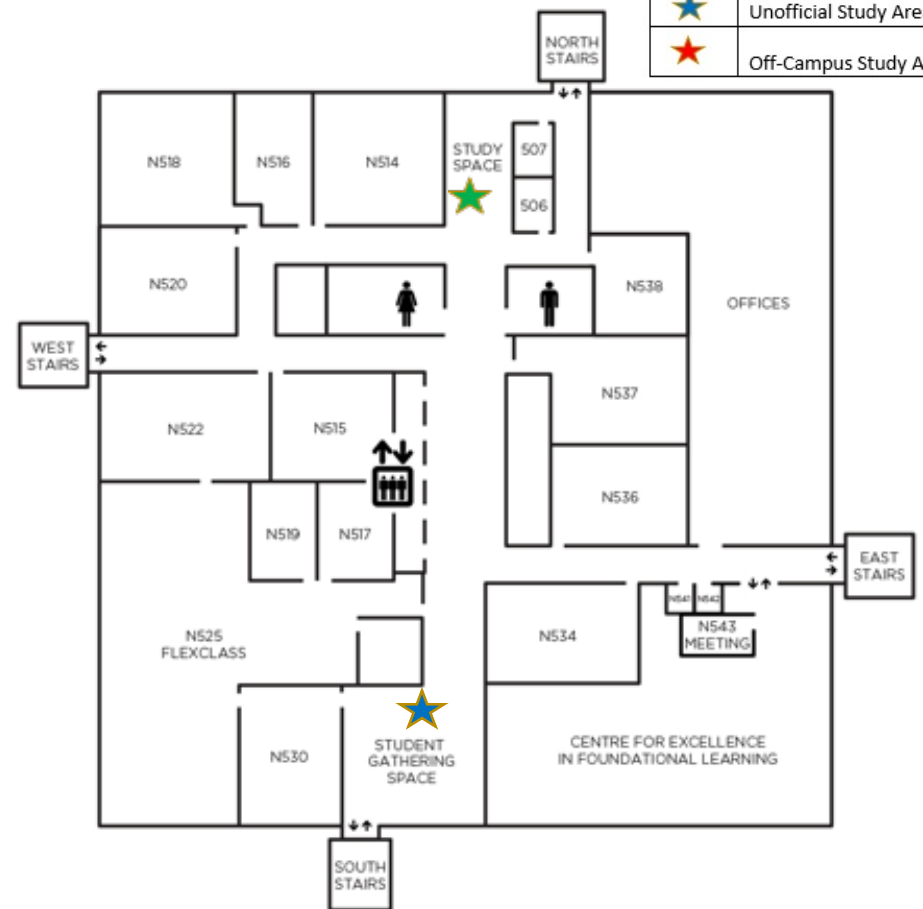 Unofficial Study Are
Off-Campus Study A
NORTH
STAIRS
N518
N516
N514
STUDY
SPACE
507
506
N520
N538
OFFICES
WEST
STAIRS
N522
N515
N537
N519
N517
N536
EAST
STAIRS
N525
FLEXCLASS
N534
N541
N542
N543
MEETING
N530
STUDENT
GATHERING
SPACE
CENTRE FOR EXCELLENCE
IN FOUNDATIONAL LEARNING
SOUTH
STAIRS